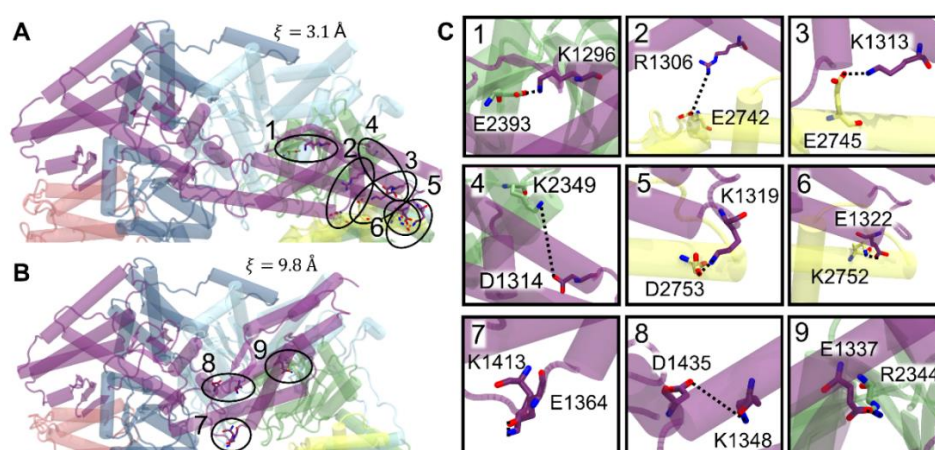 A
ξ = 3.1 Å
1
4
2
3
5
6
B
ξ = 9.8 Å
9
8
7
C
1
K1296
E2393
2
R1306
E2742
3
K1313
E2745
4
K2349
D1314
5
K1319
D2753
6
E1322
K2752
7
K1413
E1364
8
D1435
K1348
9
E1337
R2344